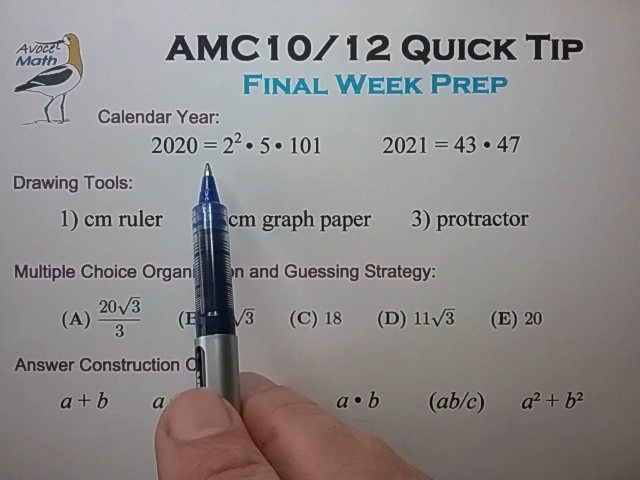 Avocet
Math
AMC10/12 QUICK TIP
FINAL WEEK PREP
Calendar Year:
2020 = 2² • 5 • 101 2021 = 43 • 47
Drawing Tools:
1) cm ruler cm graph paper 3) protractor
Multiple Choice and Guessing Strategy:
(A) 20√3/3 √3 (C) 18 (D) 11√3 (E) 20
Answer Construction
a + b a a • b (ab/c) a² + b²